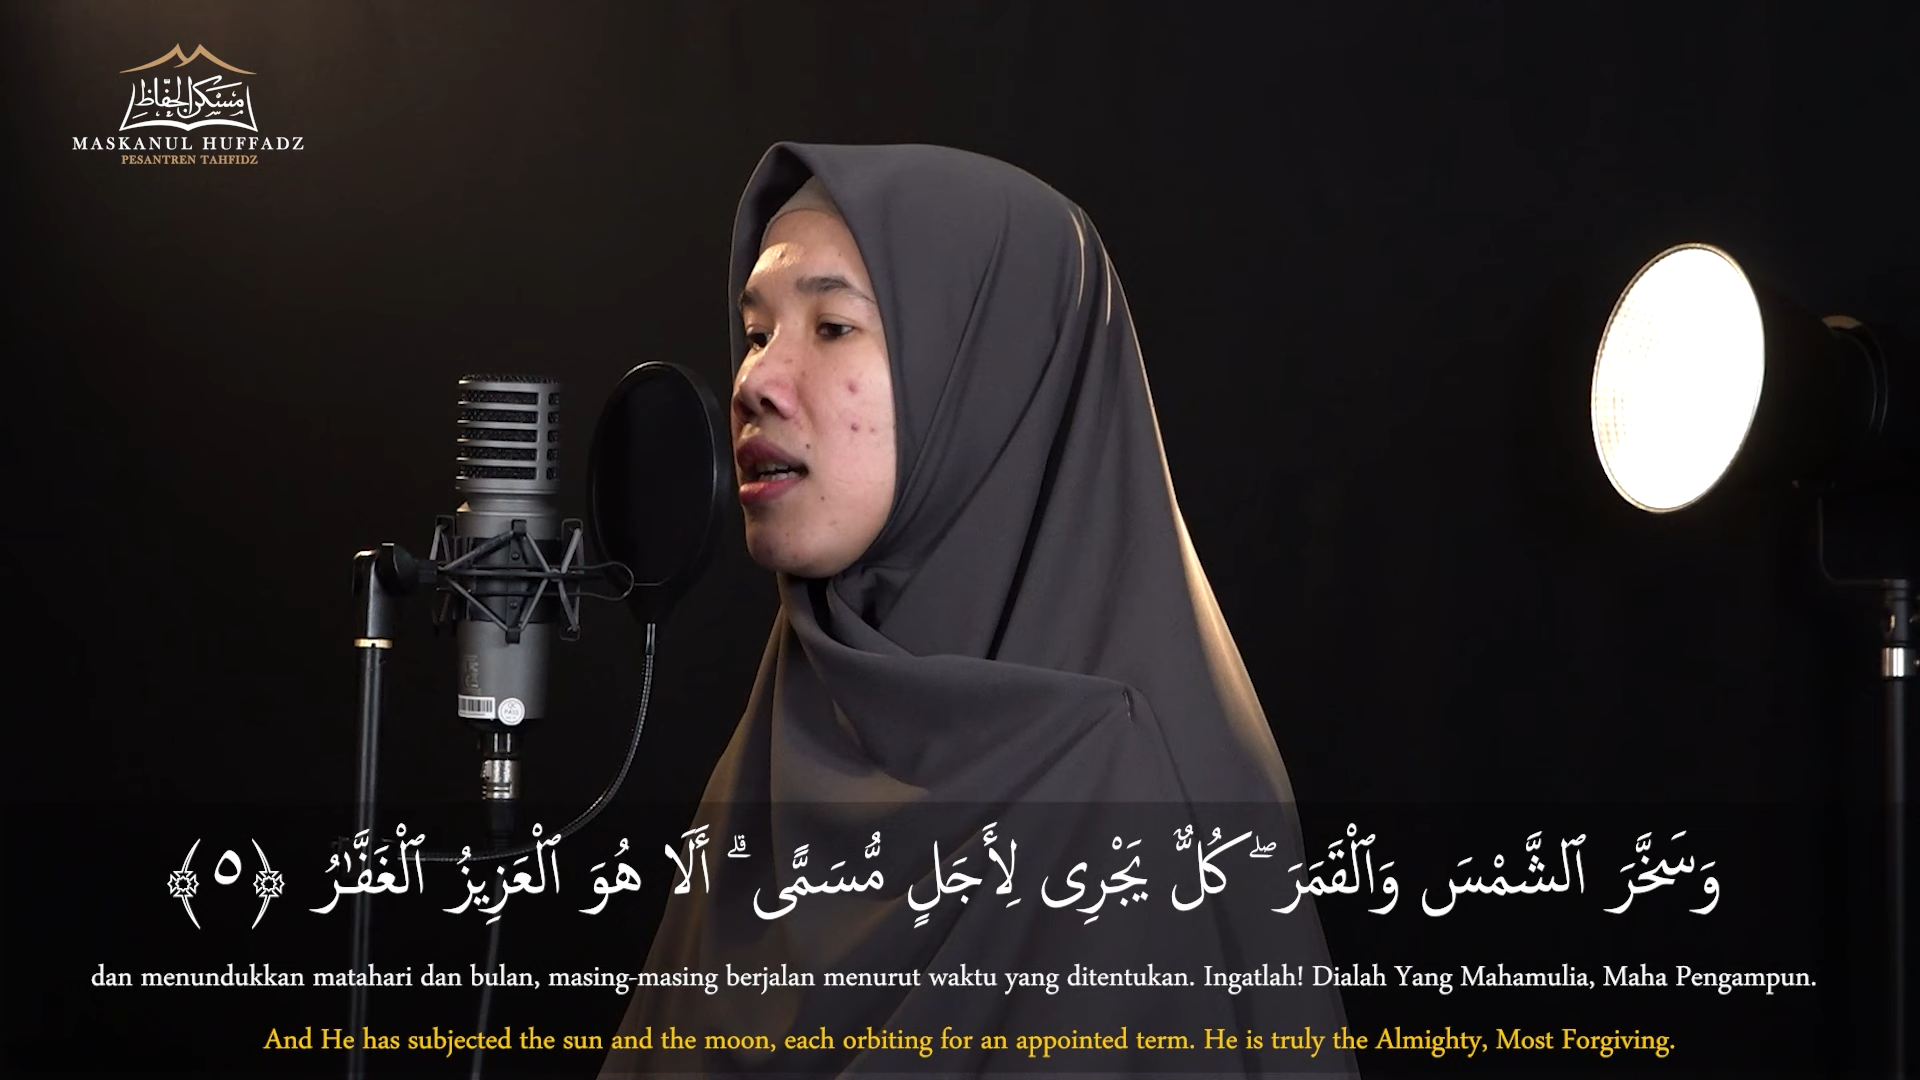 مسكن الحفاظ
MASKANUL HUFFADZ
PESANTREN TAHFIDZ
وَسَخَّرَ ٱلشَّمْسَ وَٱلْقَمَرَ ۖ كُلٌّ يَجْرِى لِأَجَلٍ مُّسَمًّى ۗ أَلَا هُوَ ٱلْعَزِيزُ ٱلْغَفَّـٰرُ ﴿٥﴾
dan menundukkan matahari dan bulan, masing-masing berjalan menurut waktu yang ditentukan. Ingatlah! Dialah Yang Mahamulia, Maha Pengampun.
And He has subjected the sun and the moon, each orbiting for an appointed term. He is truly the Almighty, Most Forgiving.